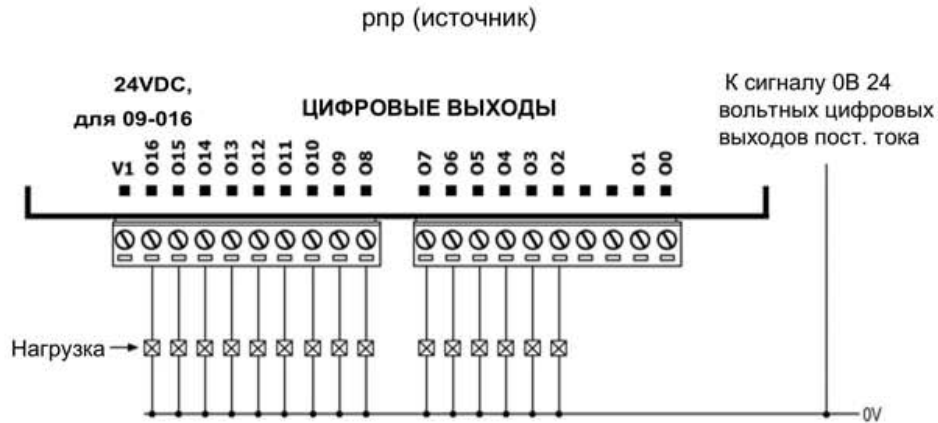 pnp (источник)
24VDC,
для 09-016
ЦИФРОВЫЕ ВЫХОДЫ
К сигналу 0В 24
вольтных цифровых
выходов пост. тока
V1 O16 O15 O14 O13 O12 O11 O10 O9 O8 O7 O6 O5 O4 O3 O2 O1 O0
Нагрузка
0V